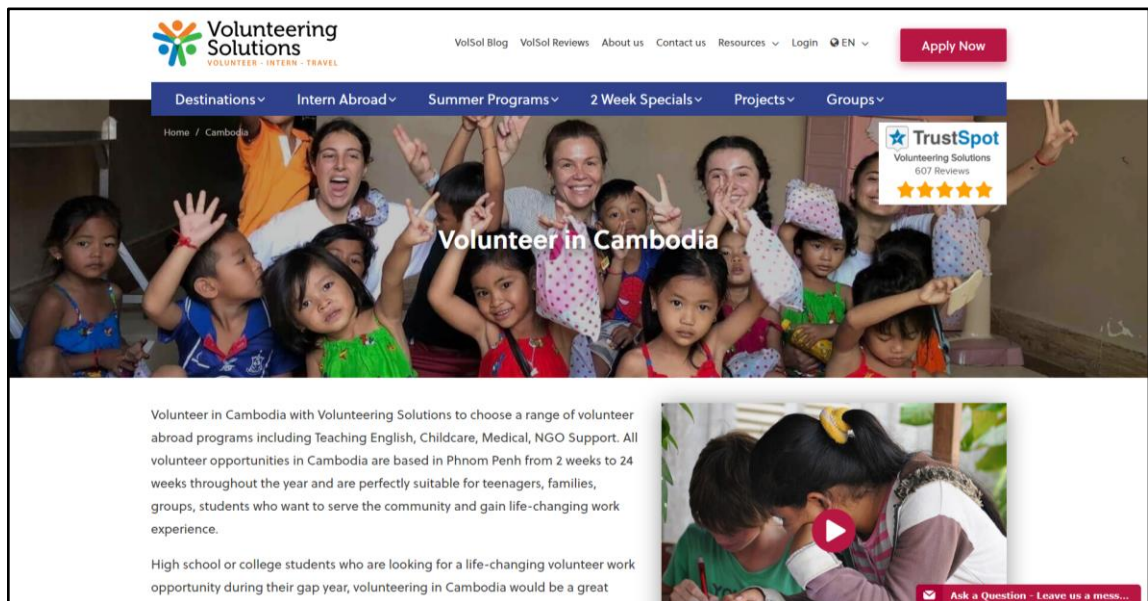 Volunteering
Solutions
VOLUNTEER - INTERN - TRAVEL
VolSol Blog VolSol Reviews About us Contact us Resources Login EN
Apply Now
Destinations Intern Abroad Summer Programs 2 Week Specials Projects Groups
Home / Cambodia
TrustSpot
Volunteering Solutions
607 Reviews
Volunteer in Cambodia
Volunteer in Cambodia with Volunteering Solutions to choose a range of volunteer
abroad programs including Teaching English, Childcare, Medical, NGO Support. All
volunteer opportunities in Cambodia are based in Phnom Penh from 2 weeks to 24
weeks throughout the year and are perfectly suitable for teenagers, families,
groups, students who want to serve the community and gain life-changing work
experience.
High school or college students who are looking for a life-changing volunteer work
opportunity during their gap year, volunteering in Cambodia would be a great
YOU
Ask a Question - Leave us a mess...